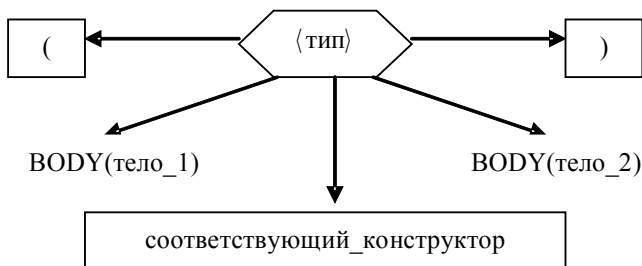 ( ⟨тип⟩ )
BODY(тело_1) BODY(тело_2)
соответствующий_конструктор